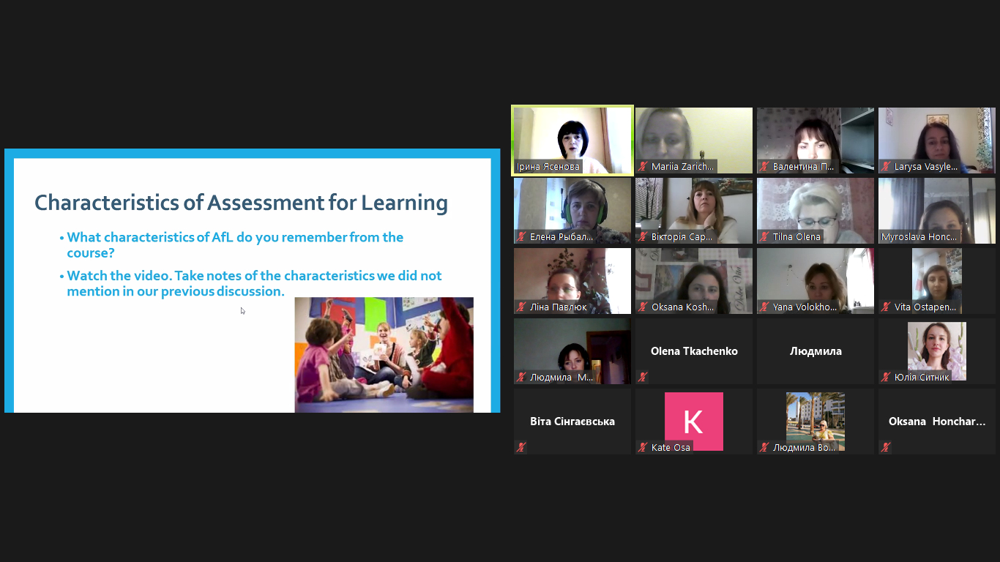 Characteristics of Assessment for Learning
• What characteristics of AfL do you remember from the
course?
• Watch the video. Take notes of the characteristics we did not
mention in our previous discussion.
Ірина Ясенова
Mariia Zarich...
Валентина П...
Larysa Vasyle...
Елена Рыбал...
Вікторія Сар...
Tilna Olena
Myroslava Honc...
Ліна Павлюк
Oksana Kosh...
Yana Volokho...
Vita Ostapen...
Людмила М...
Olena Tkachenko
Людмила
Юлія Ситник
Віта Сінгаєвська
K
Kate Osa
Людмила Во...
Oksana Honchar...